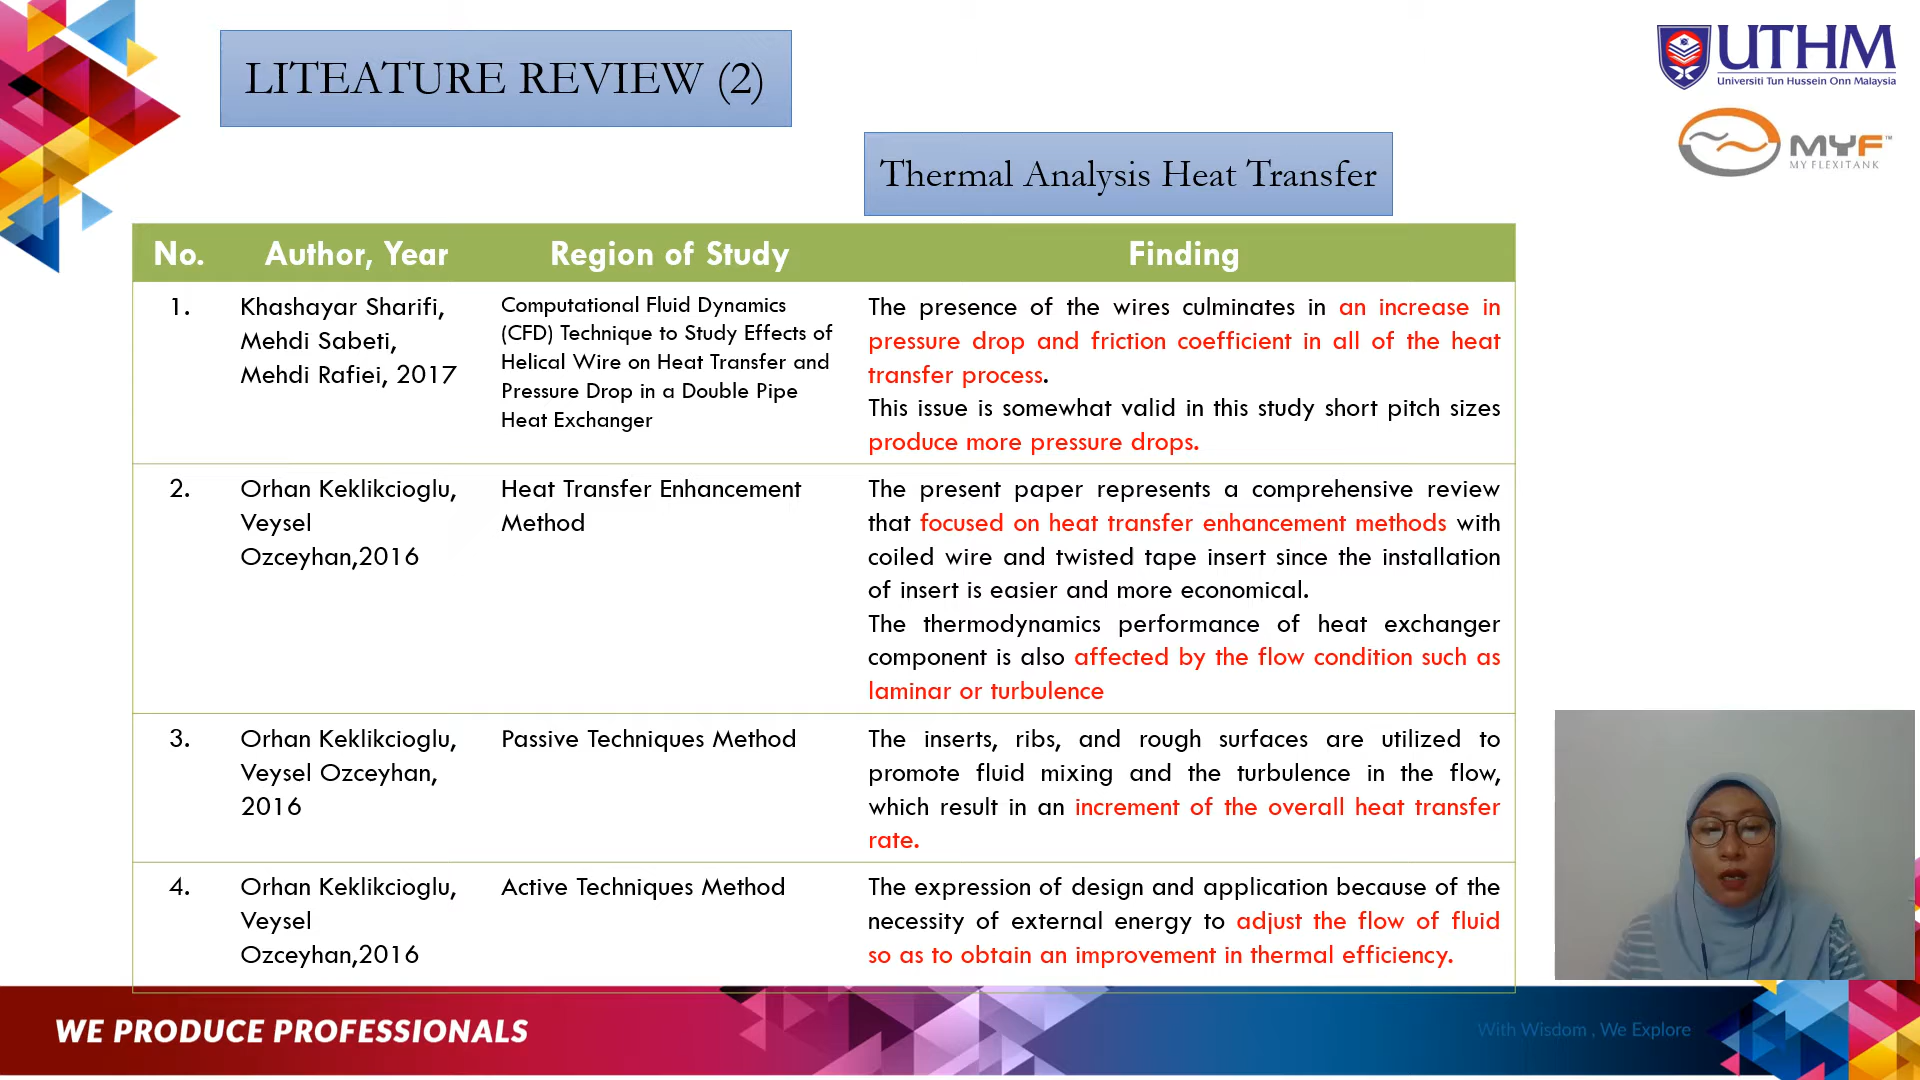 LITEATURE REVIEW (2)
UTHM
Universiti Tun Hussein Onn Malaysia
MYF™
MY FLEXITANK
Thermal Analysis Heat Transfer
No. Author, Year Region of Study Finding
1.
Khashayar Sharifi,
Mehdi Sabeti,
Mehdi Rafiei, 2017
Computational Fluid Dynamics
(CFD) Technique to Study Effects of
Helical Wire on Heat Transfer and
Pressure Drop in a Double Pipe
Heat Exchanger
The presence of the wires culminates in an increase in
pressure drop and friction coefficient in all of the heat
transfer process.
This issue is somewhat valid in this study short pitch sizes
produce more pressure drops.
2.
Orhan Keklikcioglu,
Veysel
Ozceyhan,2016
Heat Transfer Enhancement
Method
The present paper represents a comprehensive review
that focused on heat transfer enhancement methods with
coiled wire and twisted tape insert since the installation
of insert is easier and more economical.
The thermodynamics performance of heat exchanger
component is also affected by the flow condition such as
laminar or turbulence
3.
Orhan Keklikcioglu,
Veysel Ozceyhan,
2016
Passive Techniques Method
The inserts, ribs, and rough surfaces are utilized to
promote fluid mixing and the turbulence in the flow,
which result in an increment of the overall heat transfer
rate.
4.
Orhan Keklikcioglu,
Veysel
Ozceyhan,2016
Active Techniques Method
The expression of design and application because of the
necessity of external energy to adjust the flow of fluid
so as to obtain an improvement in thermal efficiency.
WE PRODUCE PROFESSIONALS
With Wisdom , We Explore